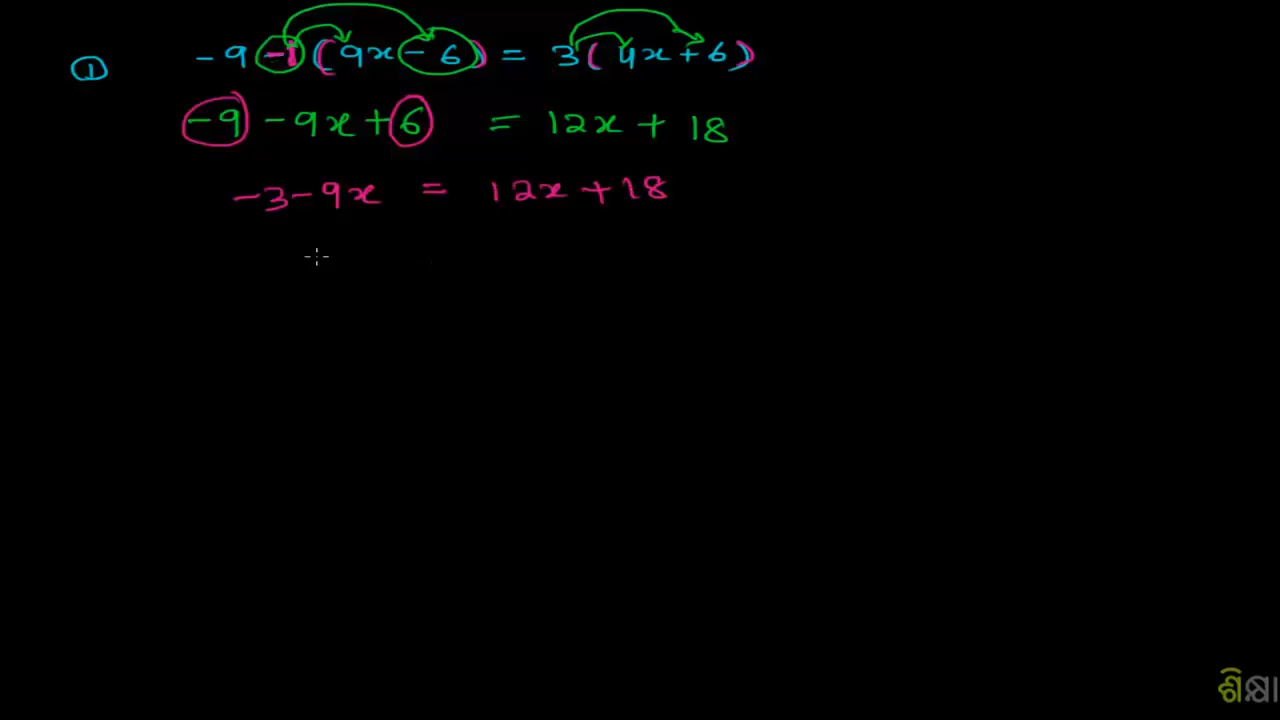 ① -9 -1 (9x - 6) = 3 (4x + 6)
-9 - 9x + 6 = 12x + 18
-3 - 9x = 12x + 18
ଶିକ୍ଷା